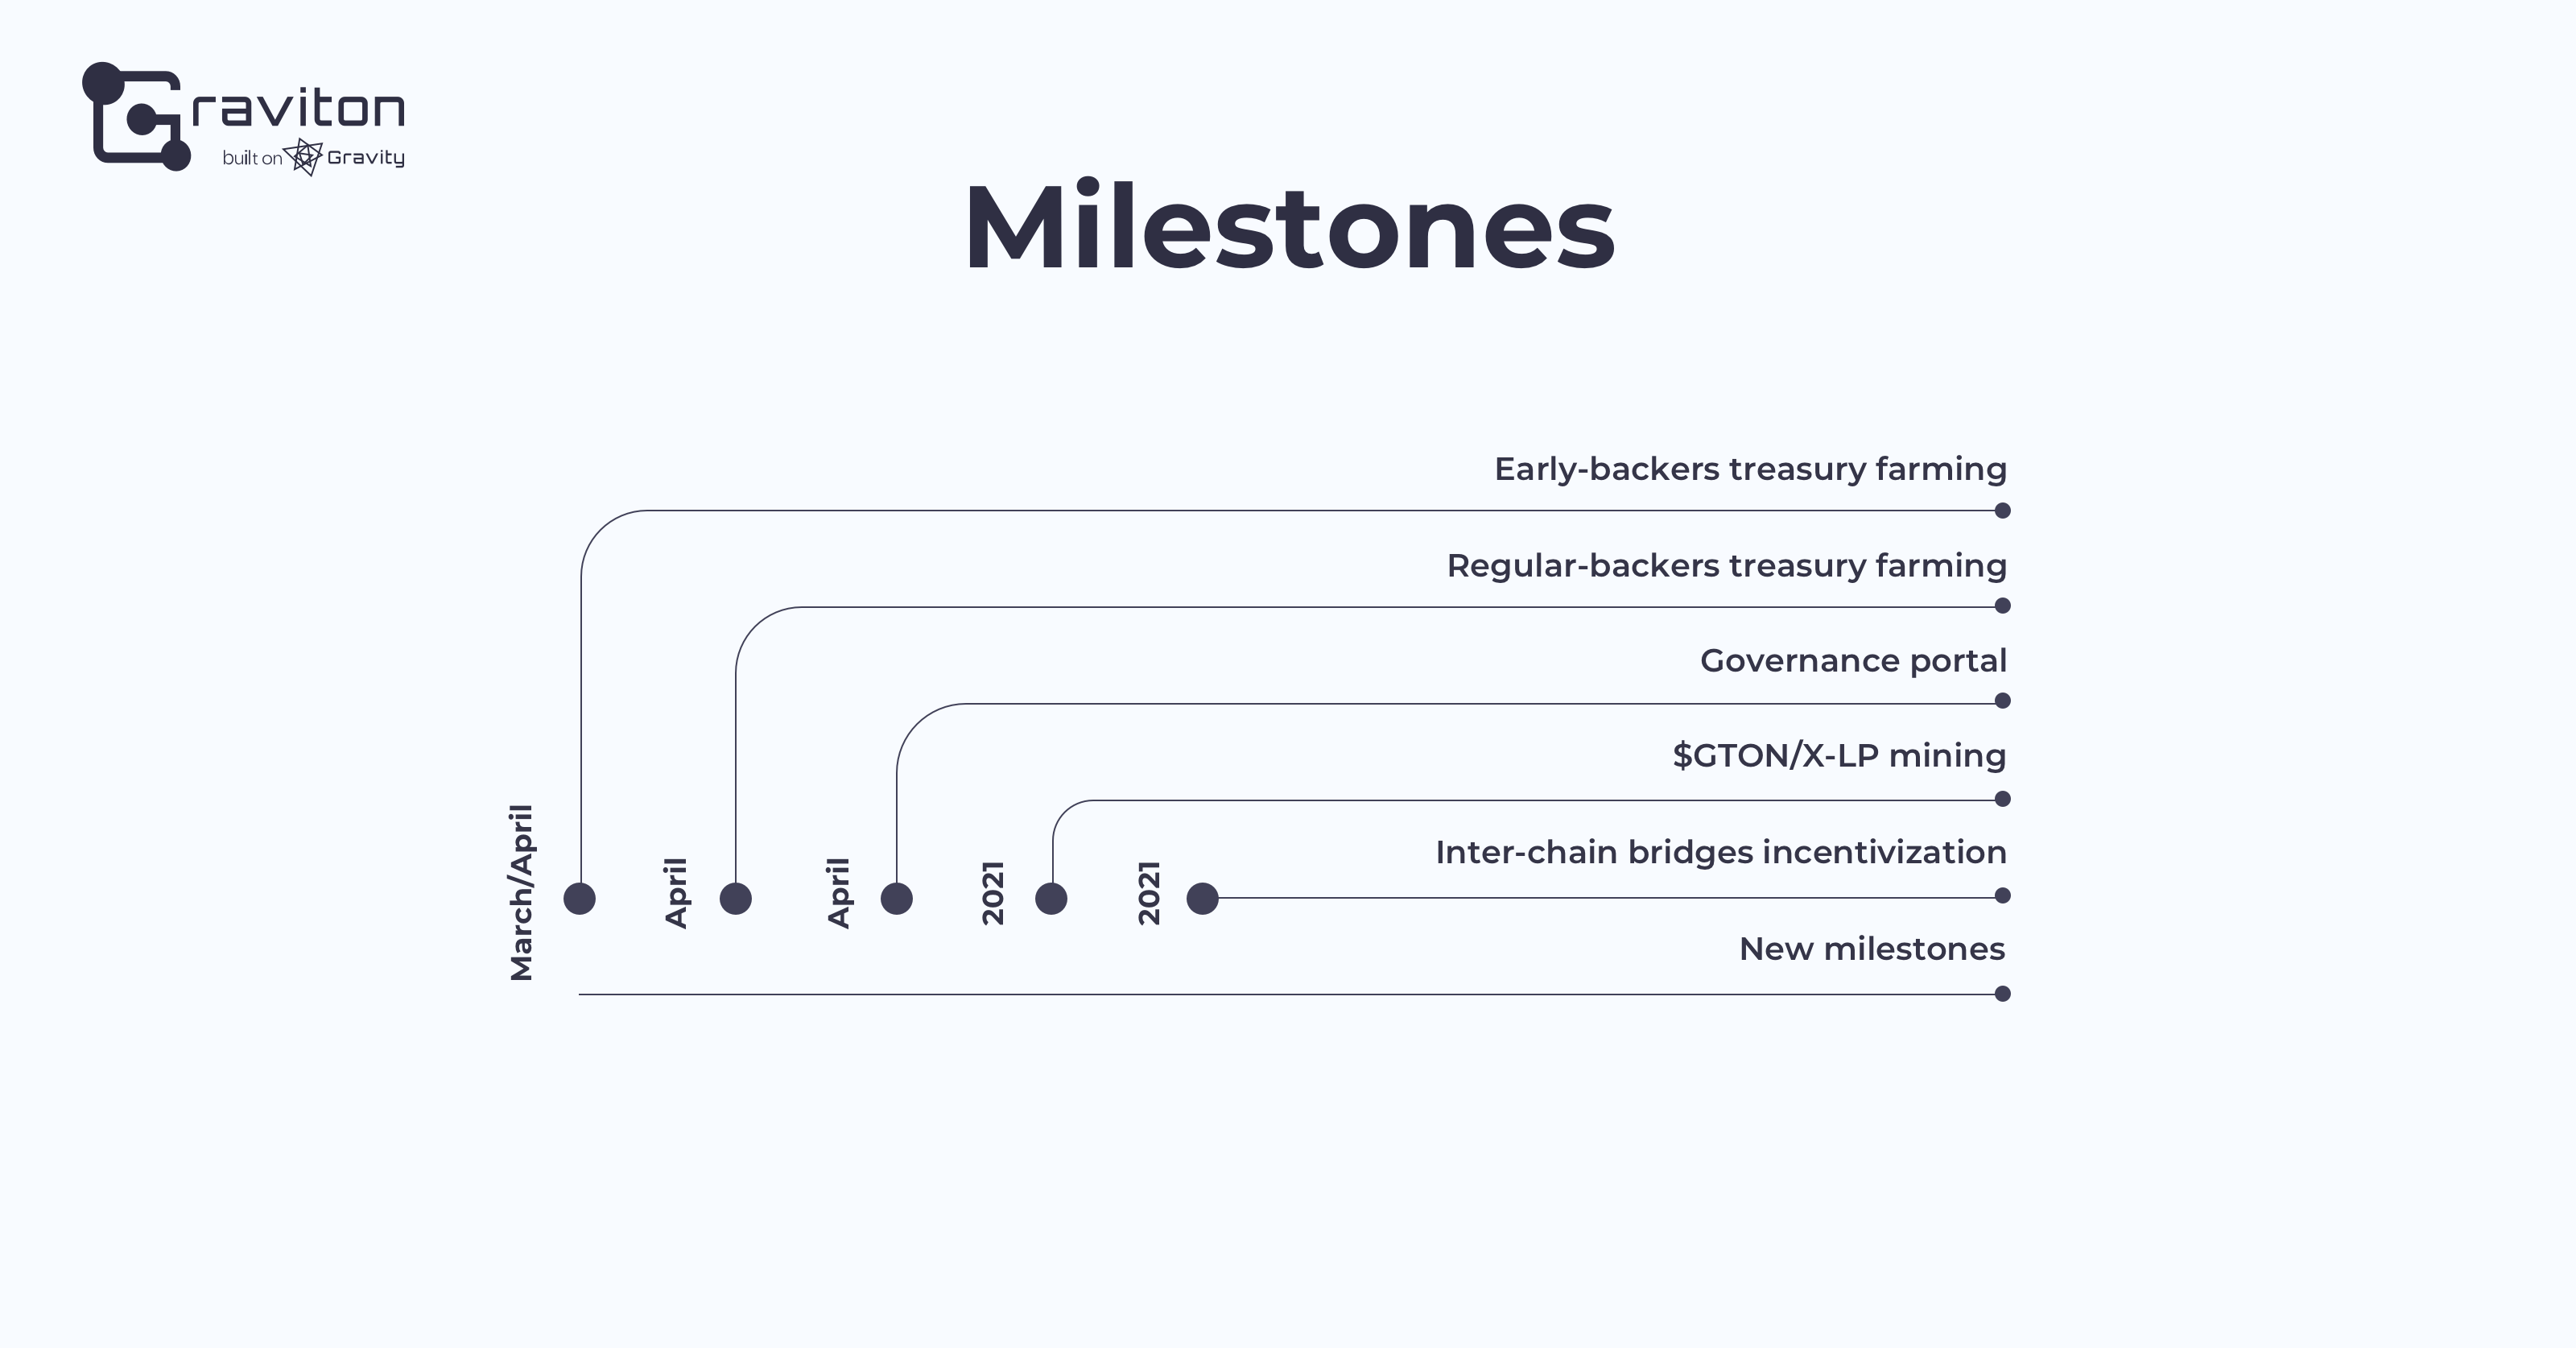 Graviton
built on Gravity
Milestones
Early-backers treasury farming
Regular-backers treasury farming
Governance portal
$GTON/X-LP mining
Inter-chain bridges incentivization
New milestones
March/April
April
April
2021
2021